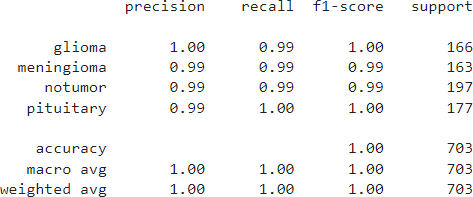 precision recall f1-score support
glioma 1.00 0.99 1.00 166
meningioma 0.99 0.99 0.99 163
notumor 0.99 0.99 0.99 197
pituitary 0.99 1.00 1.00 177
accuracy 1.00 703
macro avg 1.00 1.00 1.00 703
weighted avg 1.00 1.00 1.00 703